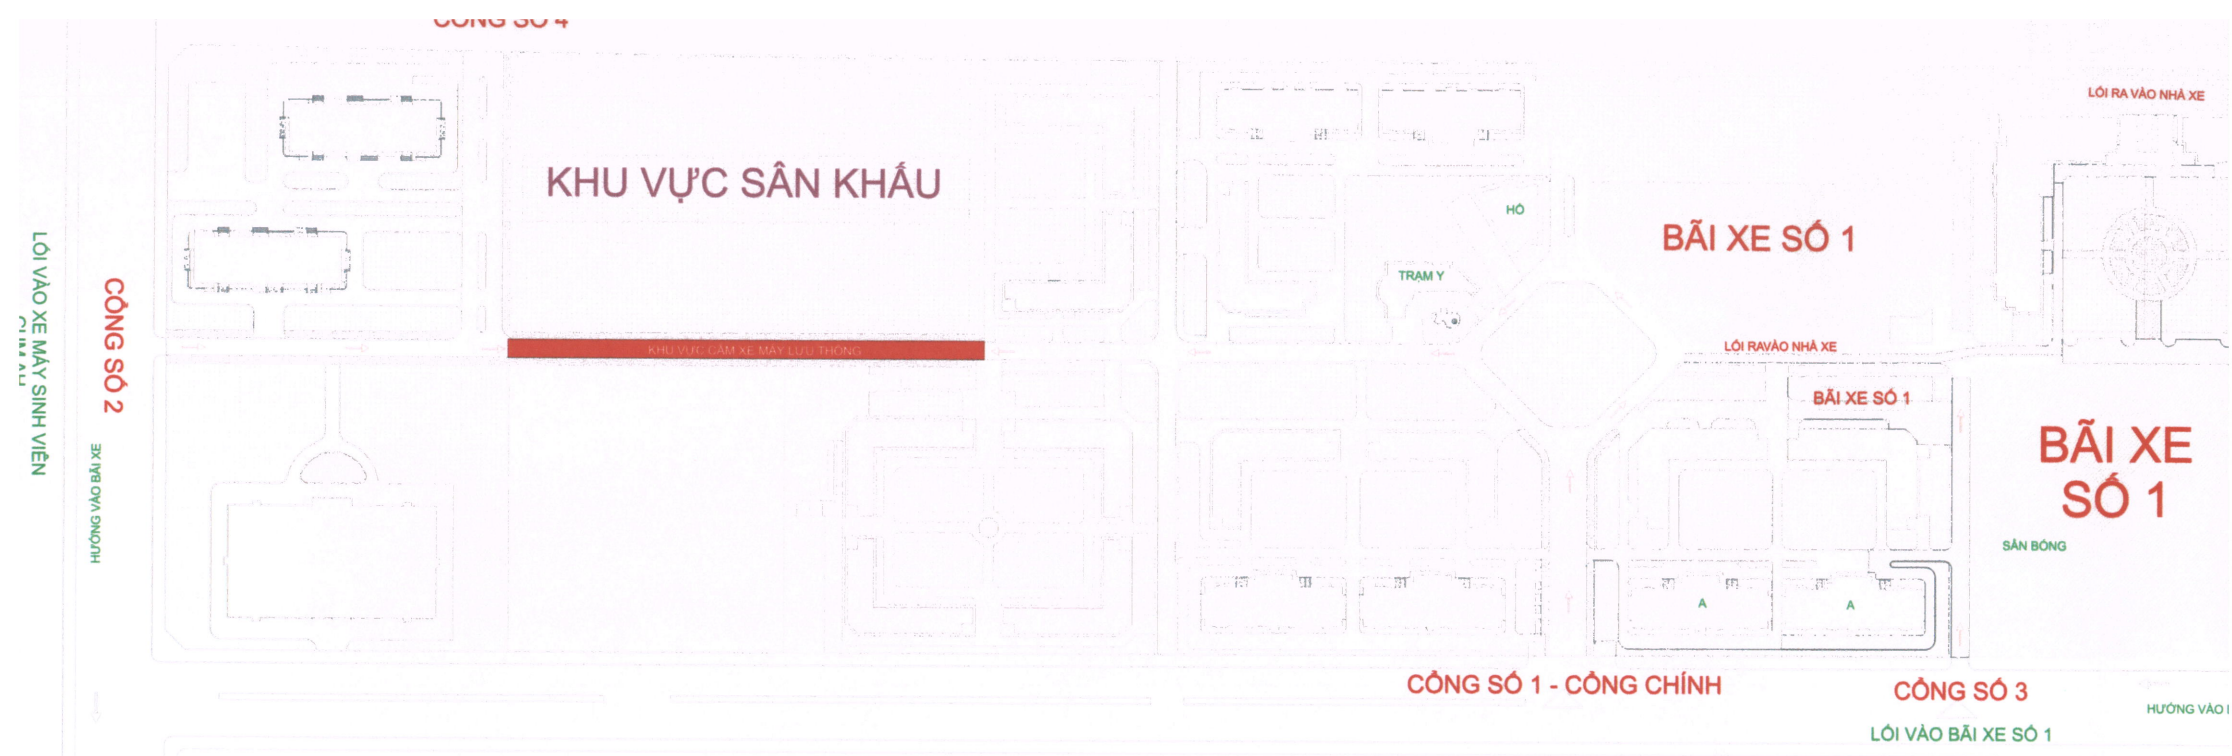 CỔNG SỐ 4
LỐI RA VÀO NHÀ XE
KHU VỰC SÂN KHẤU
HỒ
BÃI XE SỐ 1
TRẠM Y
LỐI VÀO XE MÁY SINH VIÊN
CỔNG SỐ 2
KHU VỰC CẤM XE MÁY LƯU THÔNG
LỐI RAVÀO NHÀ XE
BÃI XE SỐ 1
BÃI XE
SỐ 1
HƯỚNG VÀO BÃI XE
SÂN BÓNG
A
A
CỔNG SỐ 1 - CỔNG CHÍNH
CỔNG SỐ 3
HƯỚNG VÀO
LỐI VÀO BÃI XE SỐ 1